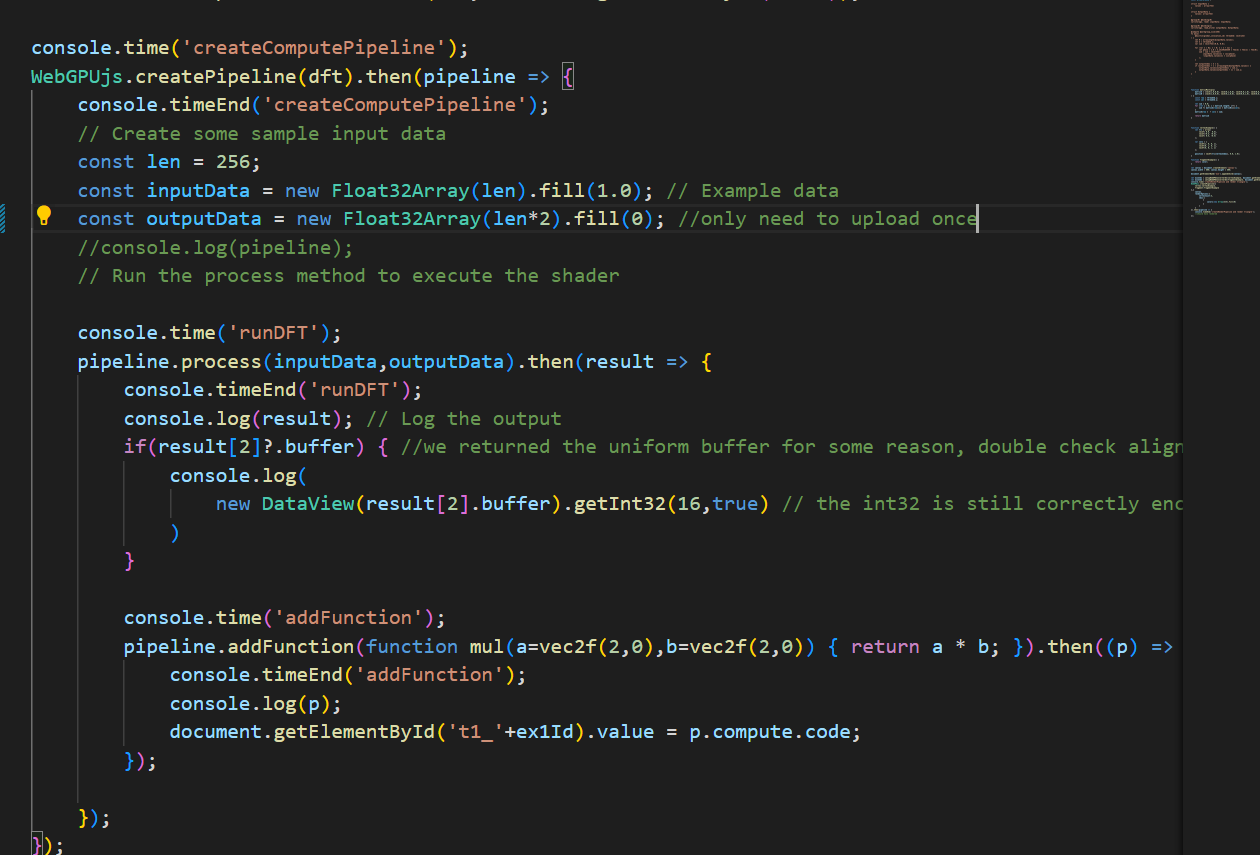 console.time('createComputePipeline');
WebGPUjs.createPipeline(dft).then(pipeline => {
    console.timeEnd('createComputePipeline');
    // Create some sample input data
    const len = 256;
    const inputData = new Float32Array(len).fill(1.0); // Example data
    const outputData = new Float32Array(len*2).fill(0); //only need to upload once
    //console.log(pipeline);
    // Run the process method to execute the shader

    console.time('runDFT');
    pipeline.process(inputData,outputData).then(result => {
        console.timeEnd('runDFT');
        console.log(result); // Log the output
        if(result[2]?.buffer) { //we returned the uniform buffer for some reason, double check align
            console.log(
                new DataView(result[2].buffer).getInt32(16,true) // the int32 is still correctly enc
            )
        }

        console.time('addFunction');
        pipeline.addFunction(function mul(a=vec2f(2,0),b=vec2f(2,0)) { return a * b; }).then((p) =>
            console.timeEnd('addFunction');
            console.log(p);
            document.getElementById('t1_'+ex1Id).value = p.compute.code;
        });

    });
});